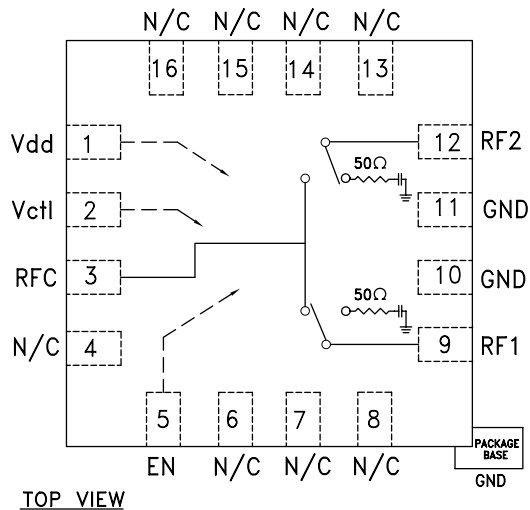 N/C N/C N/C N/C
16 15 14 13
Vdd 1 12 RF2
50Ω
Vctl 2 11 GND
RFC 3 10 GND
50Ω
N/C 4 9 RF1
5 6 7 8
EN N/C N/C N/C
PACKAGE
BASE
GND
TOP VIEW